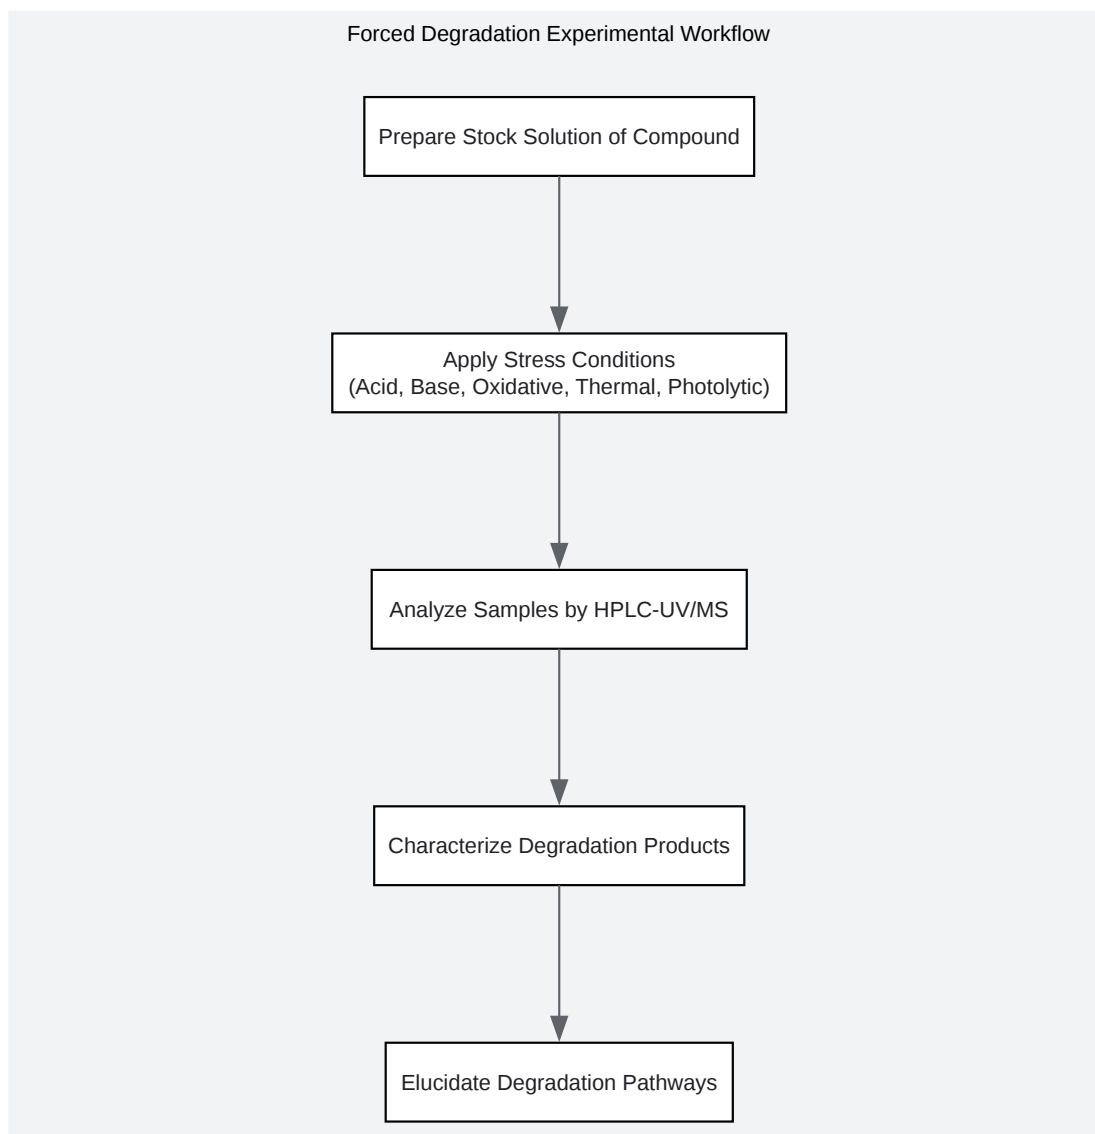 Forced Degradation Experimental Workflow
Prepare Stock Solution of Compound
Apply Stress Conditions
(Acid, Base, Oxidative, Thermal, Photolytic)
Analyze Samples by HPLC-UV/MS
Characterize Degradation Products
Elucidate Degradation Pathways